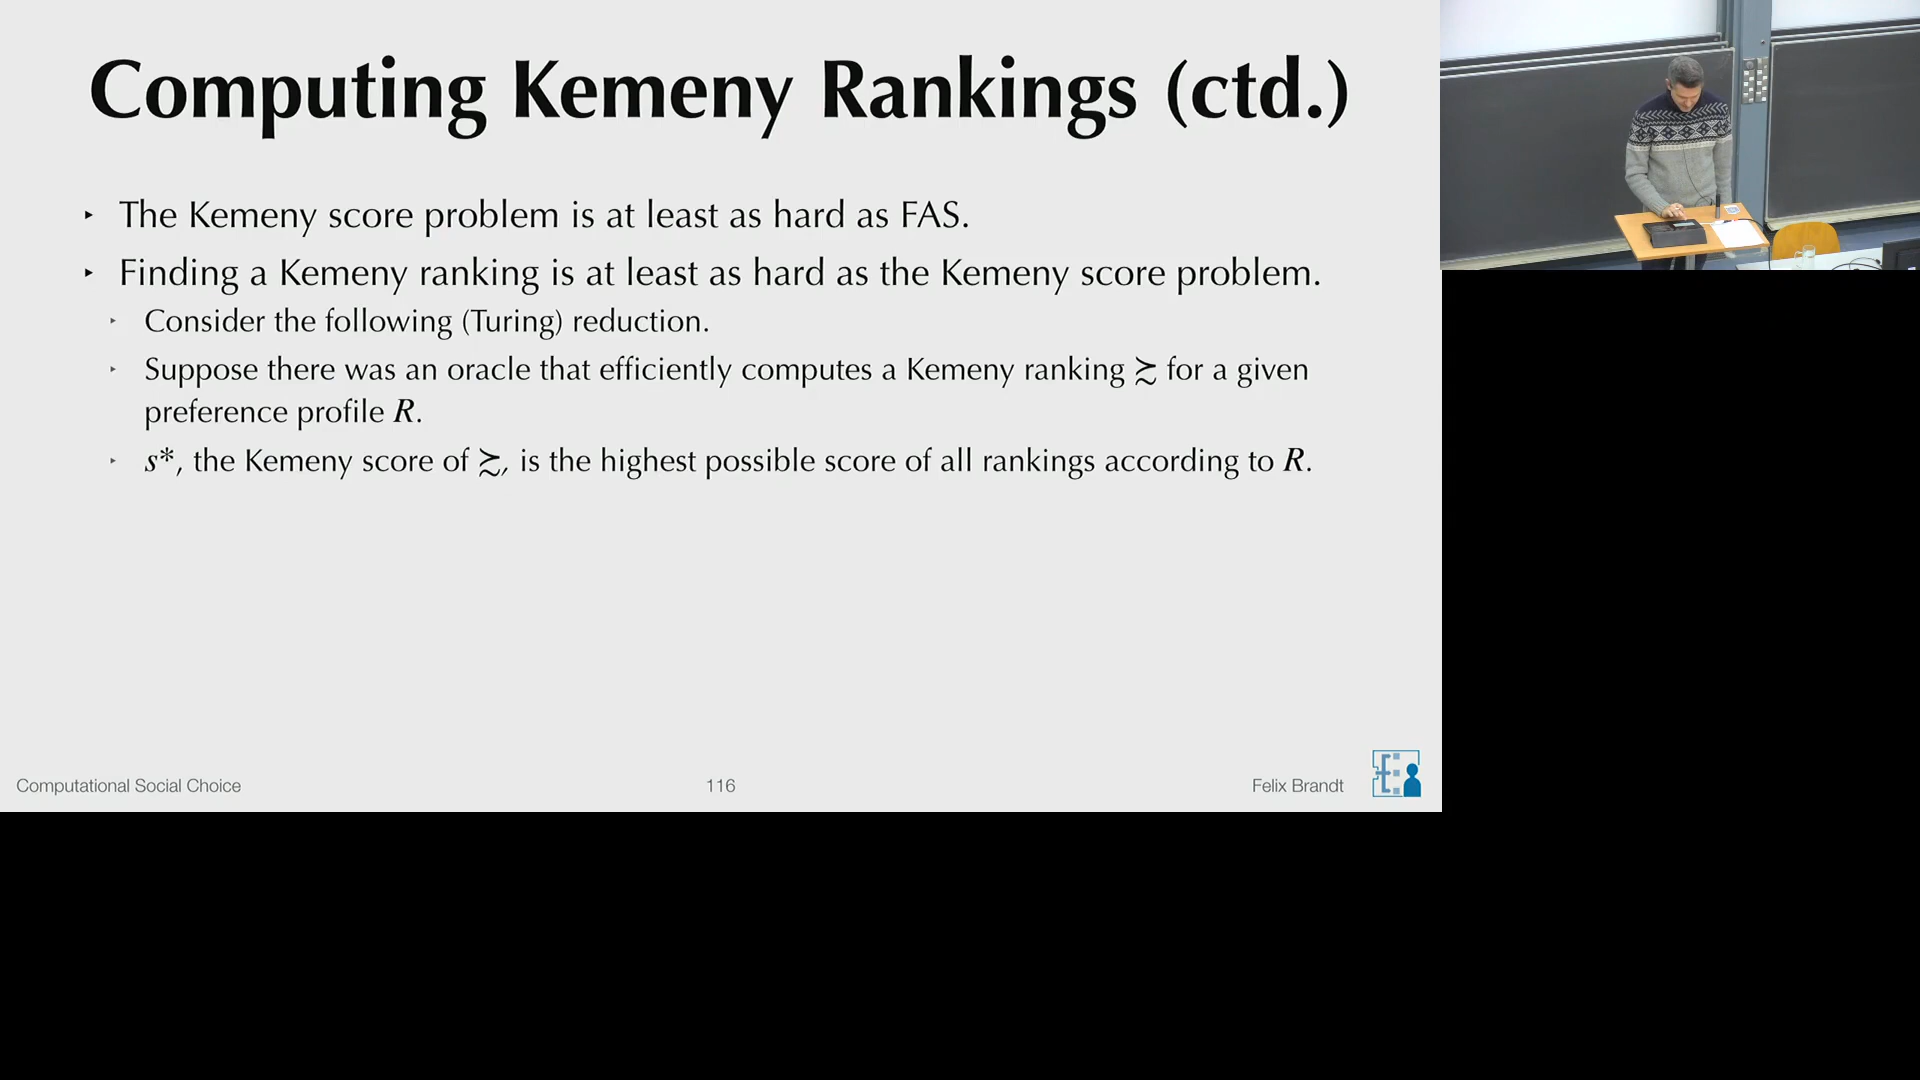 Computing Kemeny Rankings (ctd.)
‣ The Kemeny score problem is at least as hard as FAS.
‣ Finding a Kemeny ranking is at least as hard as the Kemeny score problem.
‣ Consider the following (Turing) reduction.
‣ Suppose there was an oracle that efficiently computes a Kemeny ranking ≿ for a given
preference profile R.
‣ s*, the Kemeny score of ≿, is the highest possible score of all rankings according to R.
Computational Social Choice
116
Felix Brandt